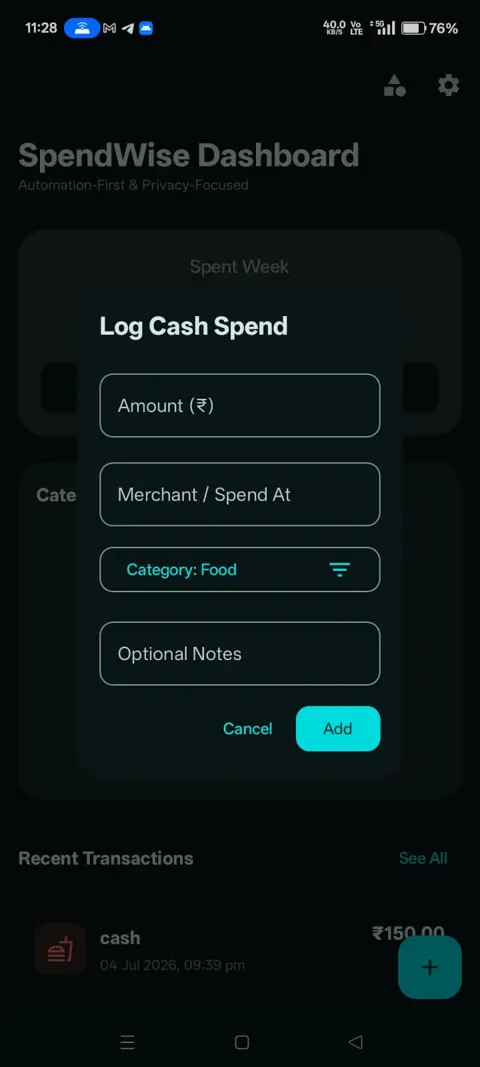 11:28
40.0 KB/S Vo LTE 5G 76%
SpendWise Dashboard
Automation-First & Privacy-Focused
Spent Week
Log Cash Spend
Amount (₹)
Merchant / Spend At
Cate
Category: Food
Optional Notes
Cancel
Add
Recent Transactions
See All
cash
₹150.00
04 Jul 2026, 09:39 pm